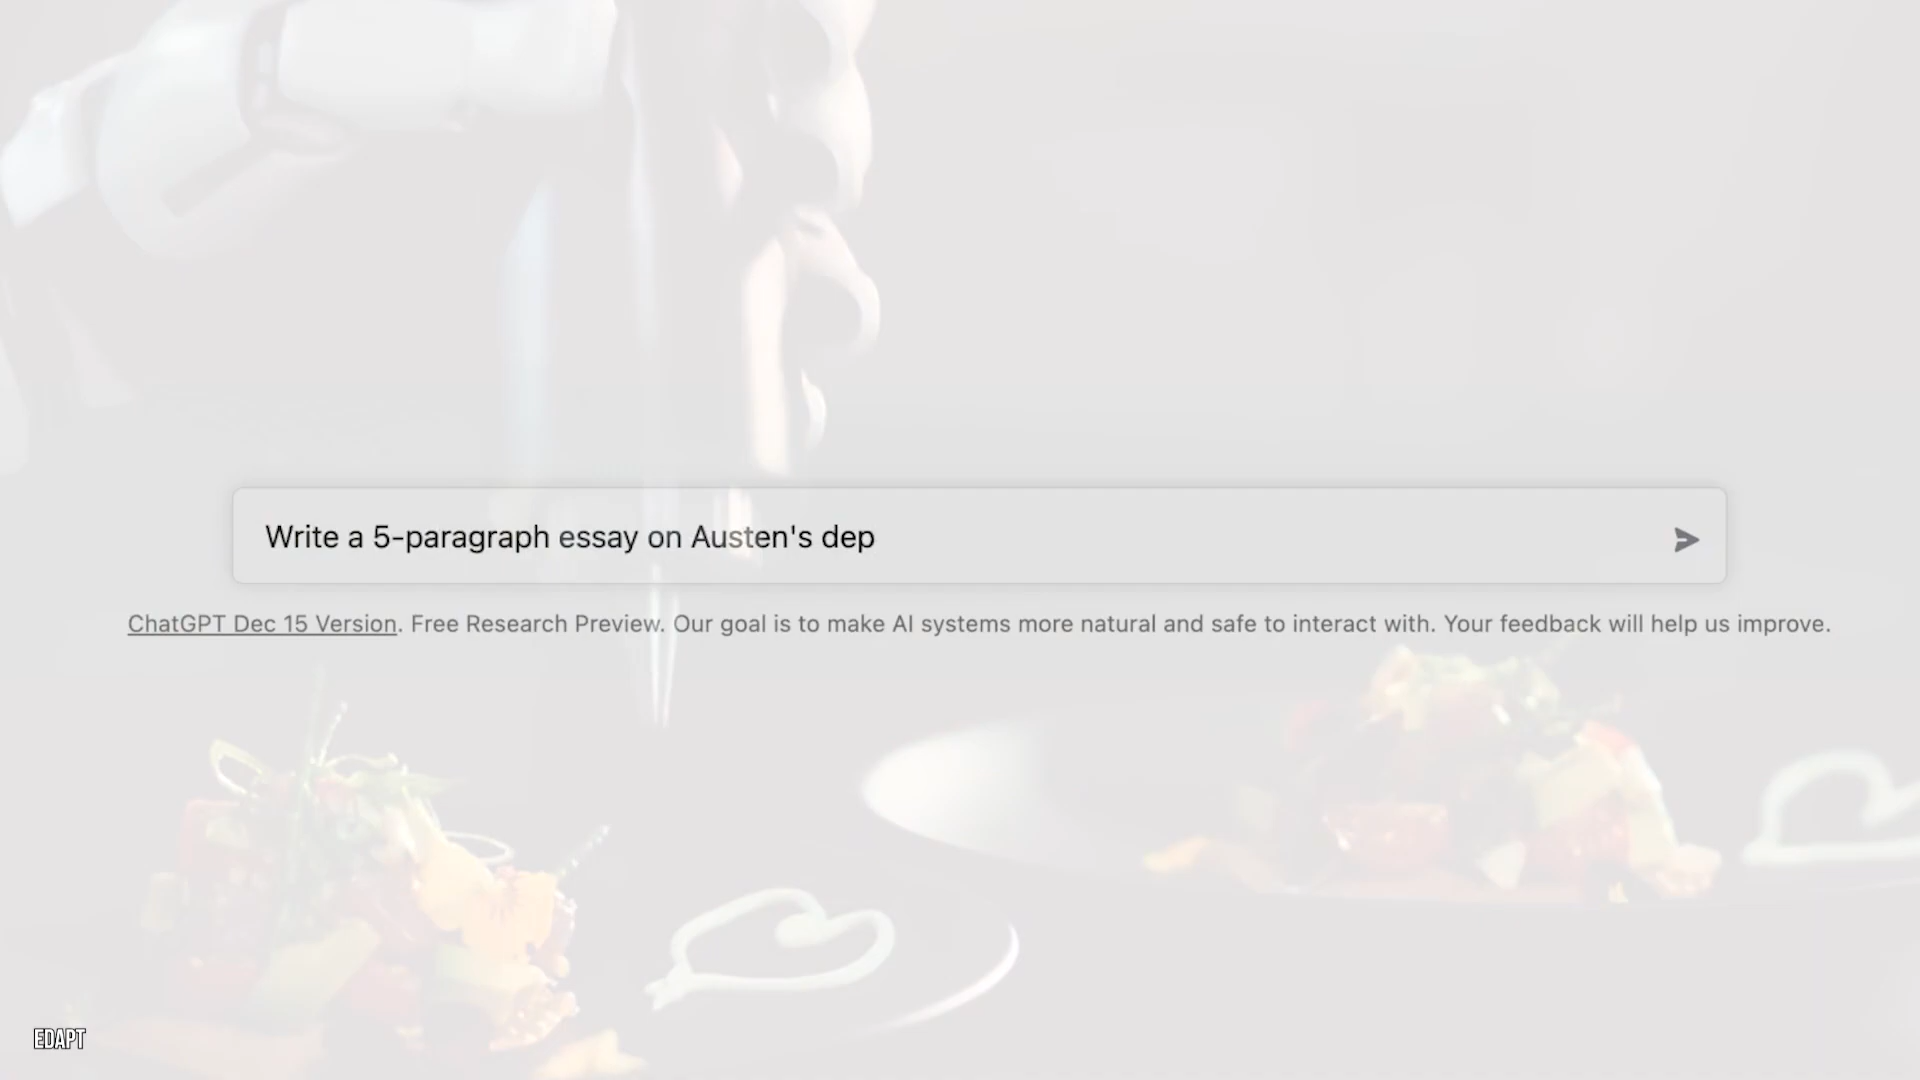 Write a 5-paragraph essay on Austen's dep
ChatGPT Dec 15 Version. Free Research Preview. Our goal is to make AI systems more natural and safe to interact with. Your feedback will help us improve.
EDAPT